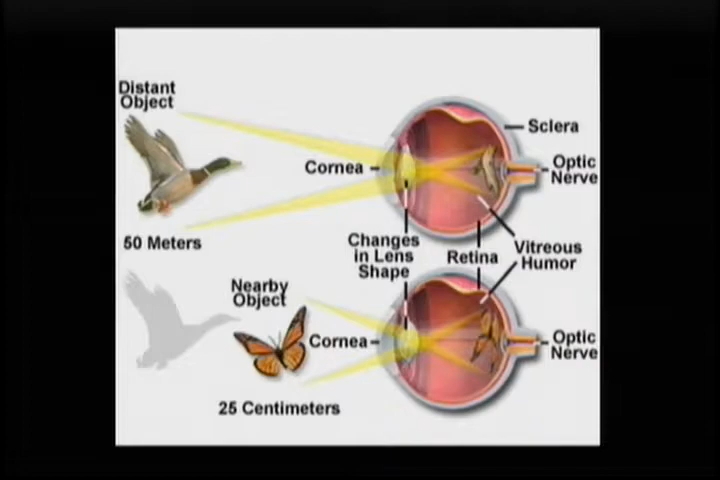 Distant
Object
Sclera
Cornea
Optic
Nerve
50 Meters
Changes
in Lens
Shape
Retina
Vitreous
Humor
Nearby
Object
Cornea
Optic
Nerve
25 Centimeters